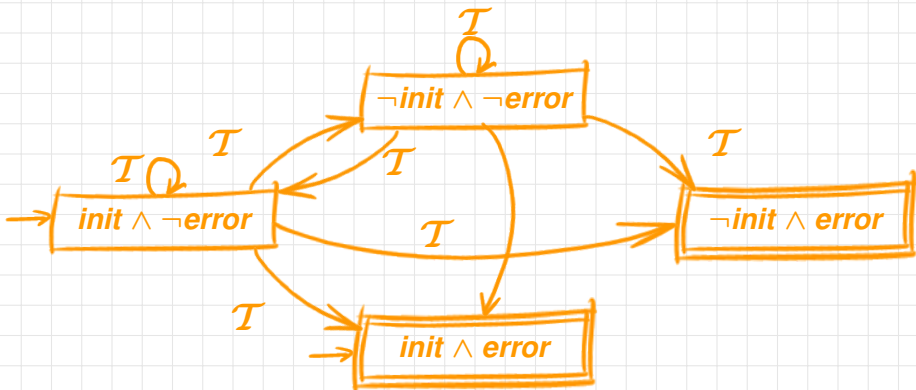 𝒯
¬init ∧ ¬error
𝒯
𝒯
𝒯
𝒯
init ∧ ¬error
𝒯
¬init ∧ error
𝒯
init ∧ error